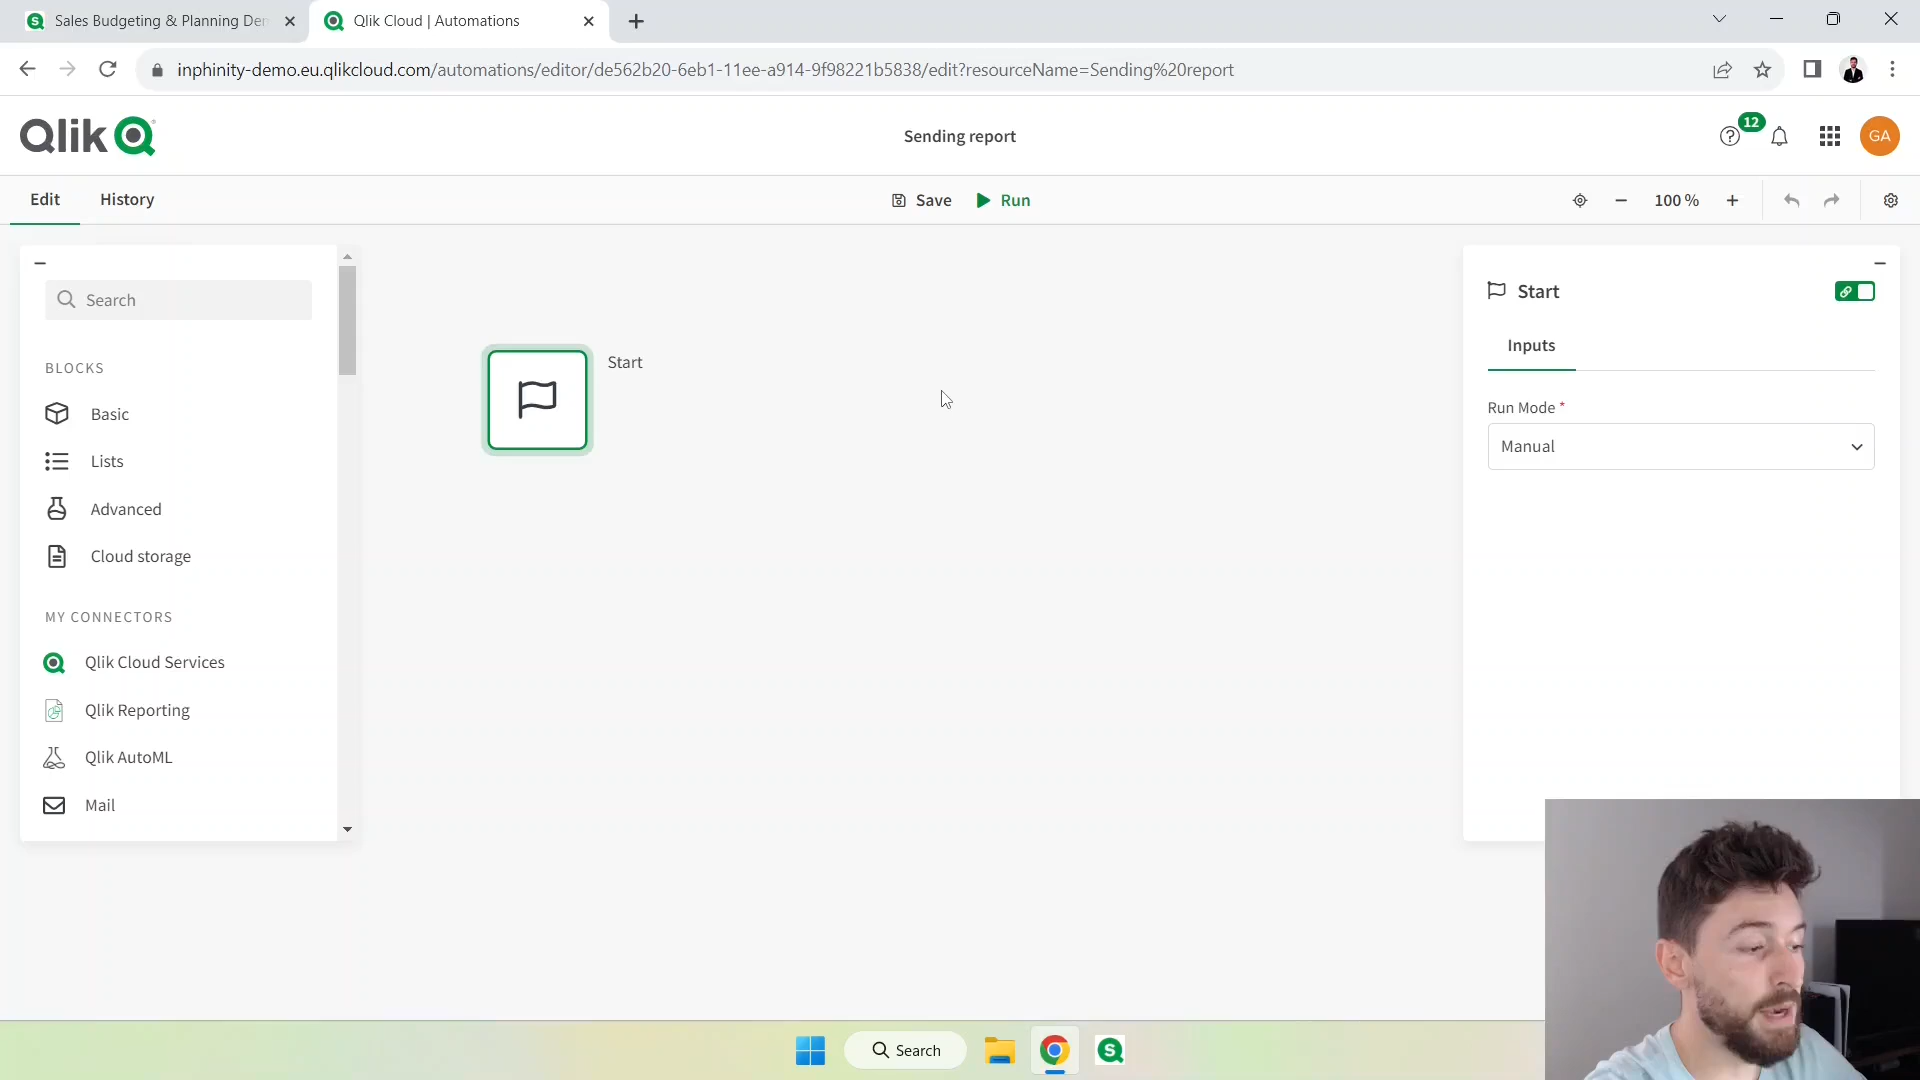 Sales Budgeting & Planning Den
Qlik Cloud | Automations
inphinity-demo.eu.qlikcloud.com/automations/editor/de562b20-6eb1-11ee-a914-9f98221b5838/edit?resourceName=Sending%20report
Qlik
Sending report
12
GA
Edit
History
Save
Run
100 %
Search
BLOCKS
Basic
Lists
Advanced
Cloud storage
MY CONNECTORS
Qlik Cloud Services
Qlik Reporting
Qlik AutoML
Mail
Start
Start
Inputs
Run Mode *
Manual
Search
S